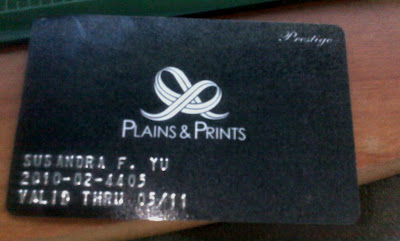 Prestige
PLAINS & PRINTS
SUSANDRA F. YU
2010-02-4405
VALID THRU 05/11